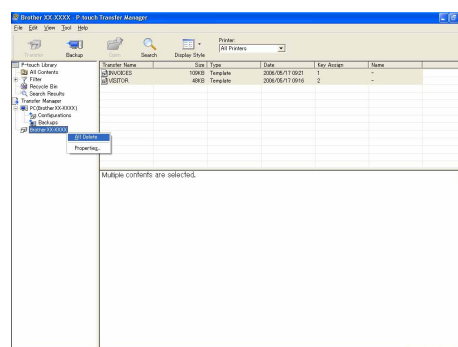 Brother XX-XXXX - P-touch Transfer Manager
File Edit View Tool Help
Transfer Backup Open Search Display Style Printer:
All Printers
P-touch Library
All Contents
Filter
Recycle Bin
Search Results
Transfer Manager
PC(Brother XX-XXXX)
Configurations
Backups
Brother XX-XXXX
All Delete
Properties...
Transfer Name Size Type Date Key Assign Name
INVOICES 109KB Template 2006/05/17 09:21 1 -
VISITOR 48KB Template 2006/05/17 09:16 2 -
Multiple contents are selected.